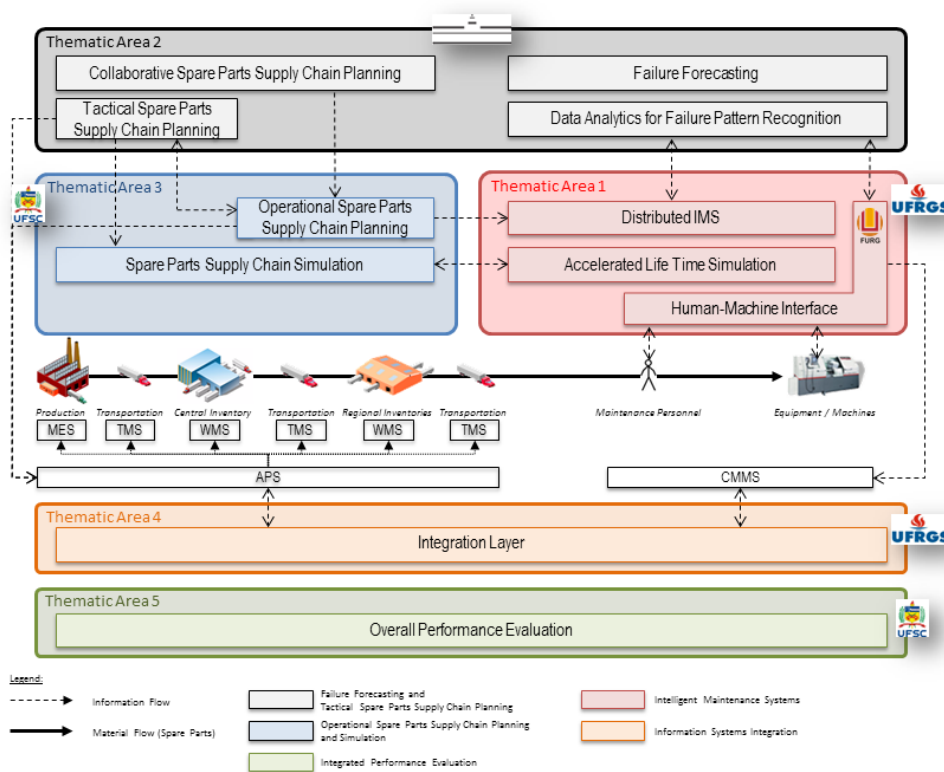 Thematic Area 2
Collaborative Spare Parts Supply Chain Planning
Failure Forecasting
Tactical Spare Parts
Supply Chain Planning
Data Analytics for Failure Pattern Recognition
Thematic Area 3
UFSC
Operational Spare Parts
Supply Chain Planning
Spare Parts Supply Chain Simulation
Thematic Area 1
UFRGS
Distributed IMS
FURG
Accelerated Life Time Simulation
Human-Machine Interface
Production
Transportation
Central Inventory
Transportation
Regional Inventories
Transportation
Maintenance Personnel
Equipment / Machines
MES
TMS
WMS
TMS
WMS
TMS
APS
CMMS
Thematic Area 4
UFRGS
Integration Layer
Thematic Area 5
Overall Performance Evaluation
UFSC
Legend:
Information Flow
Failure Forecasting and
Tactical Spare Parts Supply Chain Planning
Intelligent Maintenance Systems
Material Flow (Spare Parts)
Operational Spare Parts Supply Chain Planning
and Simulation
Information Systems Integration
Integrated Performance Evaluation